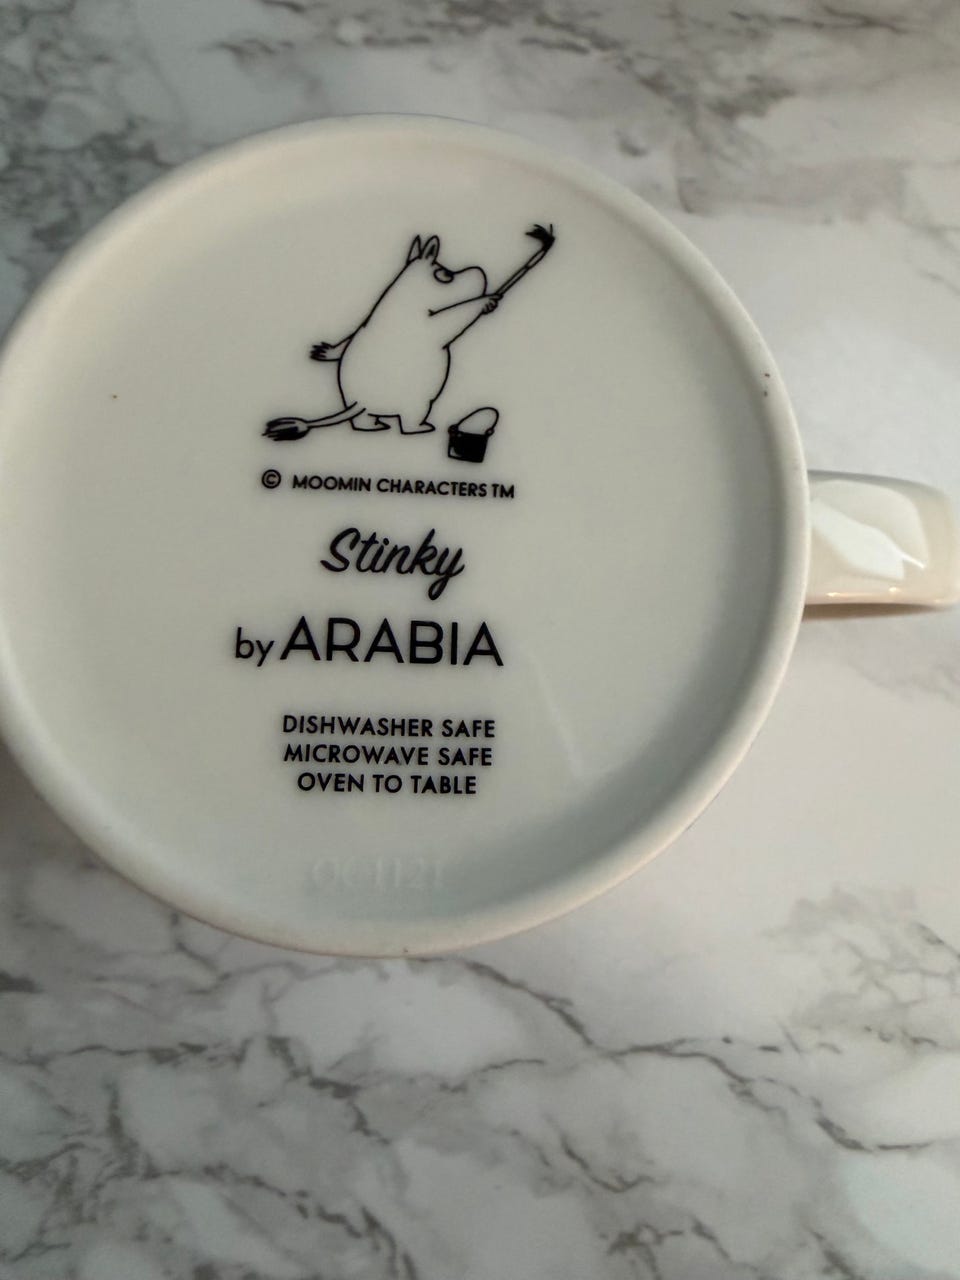 © MOOMIN CHARACTERS TM
Stinky
by ARABIA
DISHWASHER SAFE
MICROWAVE SAFE
OVEN TO TABLE